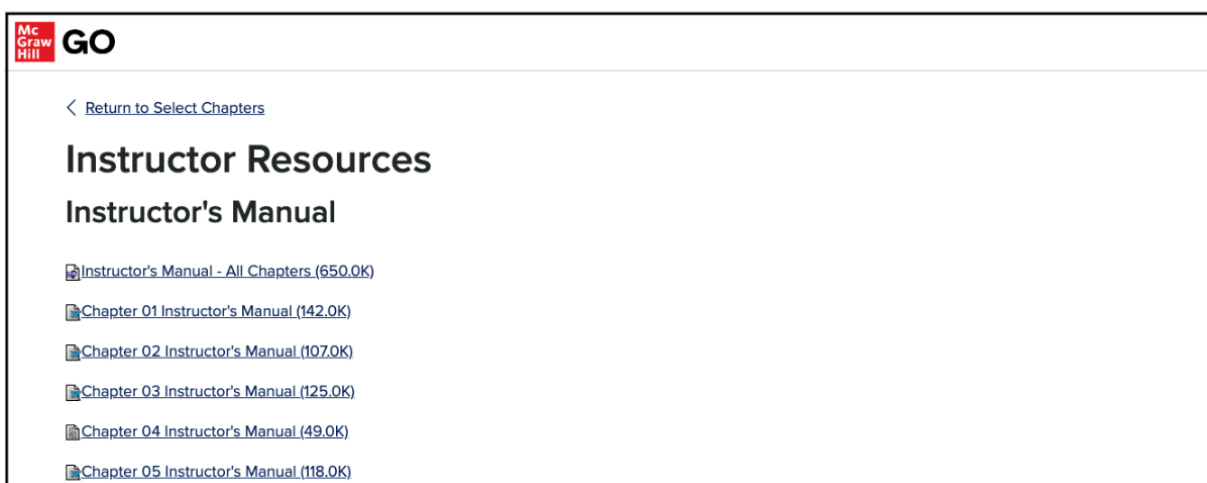 Mc
Graw
Hill
GO
Return to Select Chapters
Instructor Resources
Instructor's Manual
Instructor's Manual - All Chapters (650.0K)
Chapter 01 Instructor's Manual (142.0K)
Chapter 02 Instructor's Manual (107.0K)
Chapter 03 Instructor's Manual (125.0K)
Chapter 04 Instructor's Manual (49.0K)
Chapter 05 Instructor's Manual (118.0K)